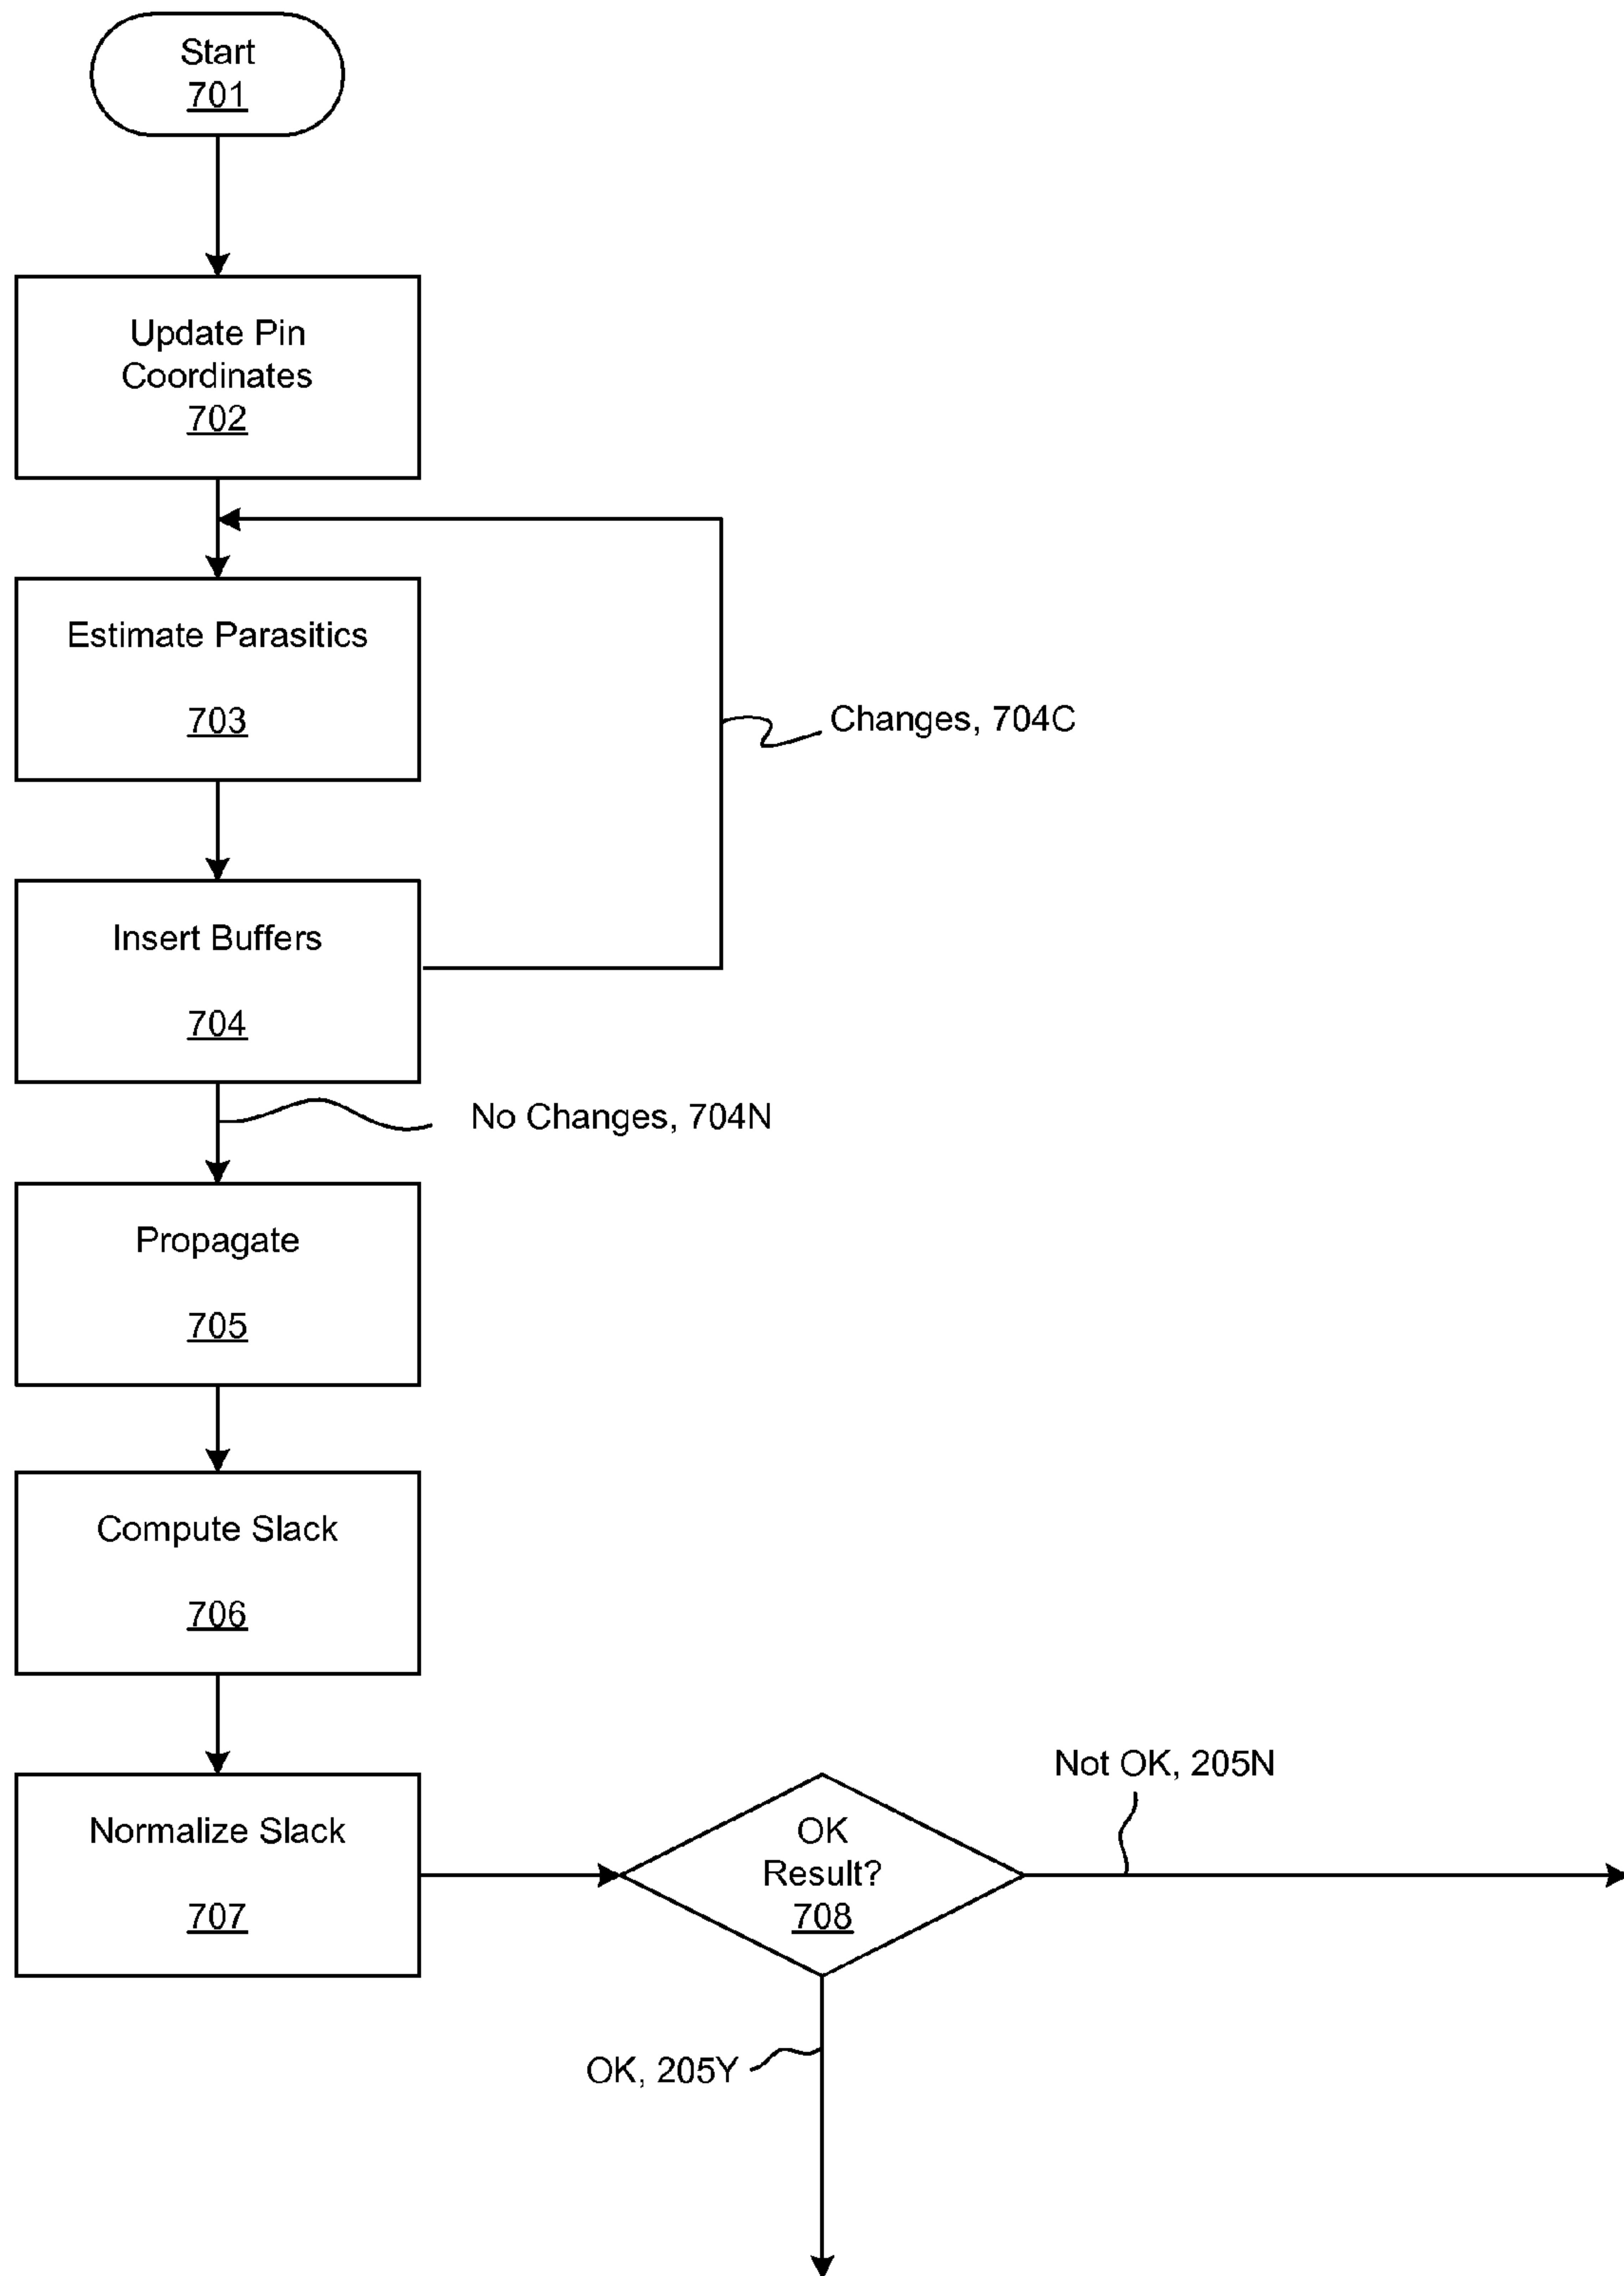 Start
701
Update Pin
Coordinates
702
Estimate Parasitics
703
Changes, 704C
Insert Buffers
704
No Changes, 704N
Propagate
705
Compute Slack
706
Normalize Slack
707
OK
Result?
708
Not OK, 205N
OK, 205Y